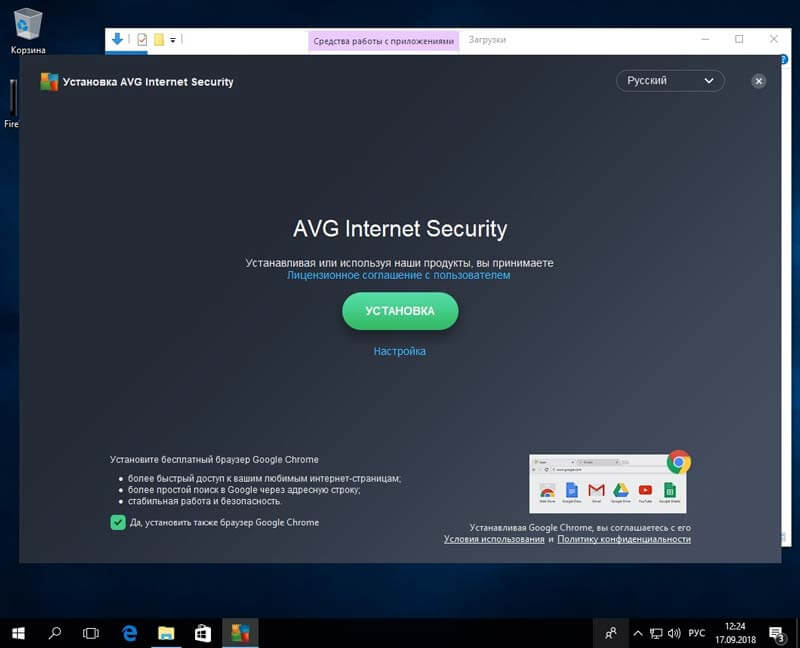 Корзина
Средства работы с приложениями
Загрузки
Fire
Установка AVG Internet Security
Русский
AVG Internet Security
Устанавливая или используя наши продукты, вы принимаете
Лицензионное соглашение с пользователем
УСТАНОВКА
Настройка
Установите бесплатный браузер Google Chrome
более быстрый доступ к вашим любимым интернет-страницам;
более простой поиск в Google через адресную строку;
стабильная работа и безопасность.
Да, установить также браузер Google Chrome
Устанавливая Google Chrome, вы соглашаетесь с его
Условия использования и Политику конфиденциальности
РУС
12:24
17.09.2018
3